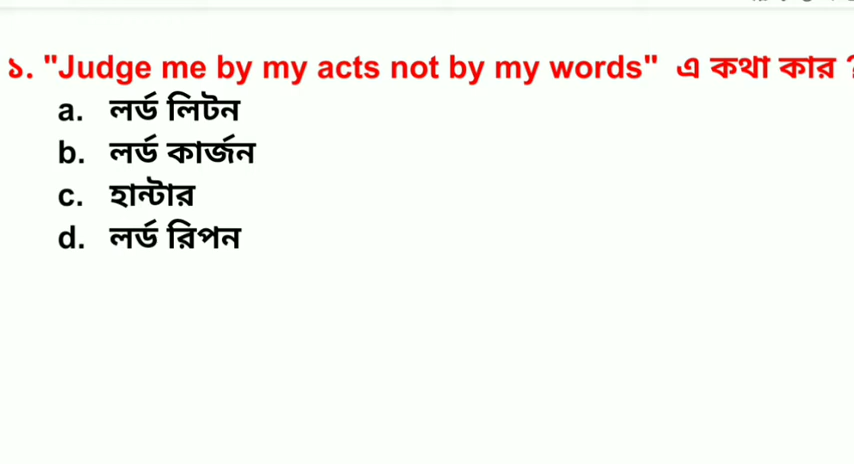 ১. "Judge me by my acts not by my words" এ কথা কার ?
a. লর্ড লিটন
b. লর্ড কার্জন
c. হান্টার
d. লর্ড রিপন